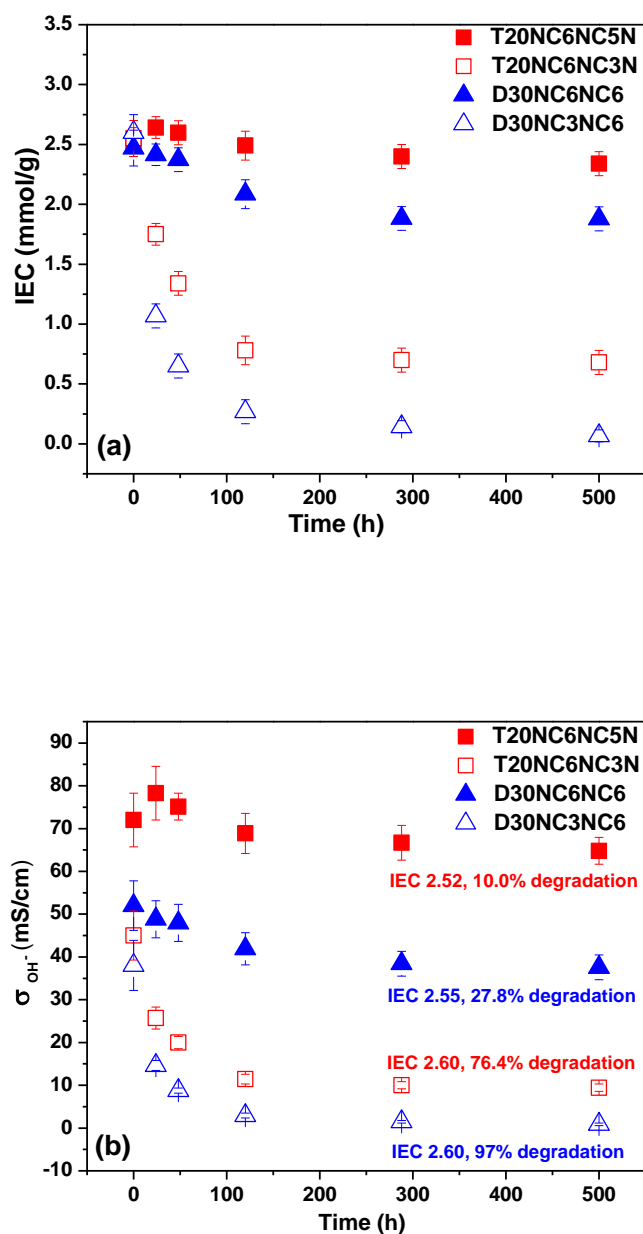 3.5
3.0
2.5
2.0
1.5
1.0
0.5
0.0
IEC (mmol/g)
T20NC6NC5N
T20NC6NC3N
D30NC6NC6
D30NC3NC6
(a)
0 100 200 300 400 500
Time (h)
90
80
70
60
50
40
30
20
10
0
-10
σ OH- (mS/cm)
T20NC6NC5N
T20NC6NC3N
D30NC6NC6
D30NC3NC6
IEC 2.52, 10.0% degradation
IEC 2.55, 27.8% degradation
IEC 2.60, 76.4% degradation
IEC 2.60, 97% degradation
(b)
0 100 200 300 400 500
Time (h)